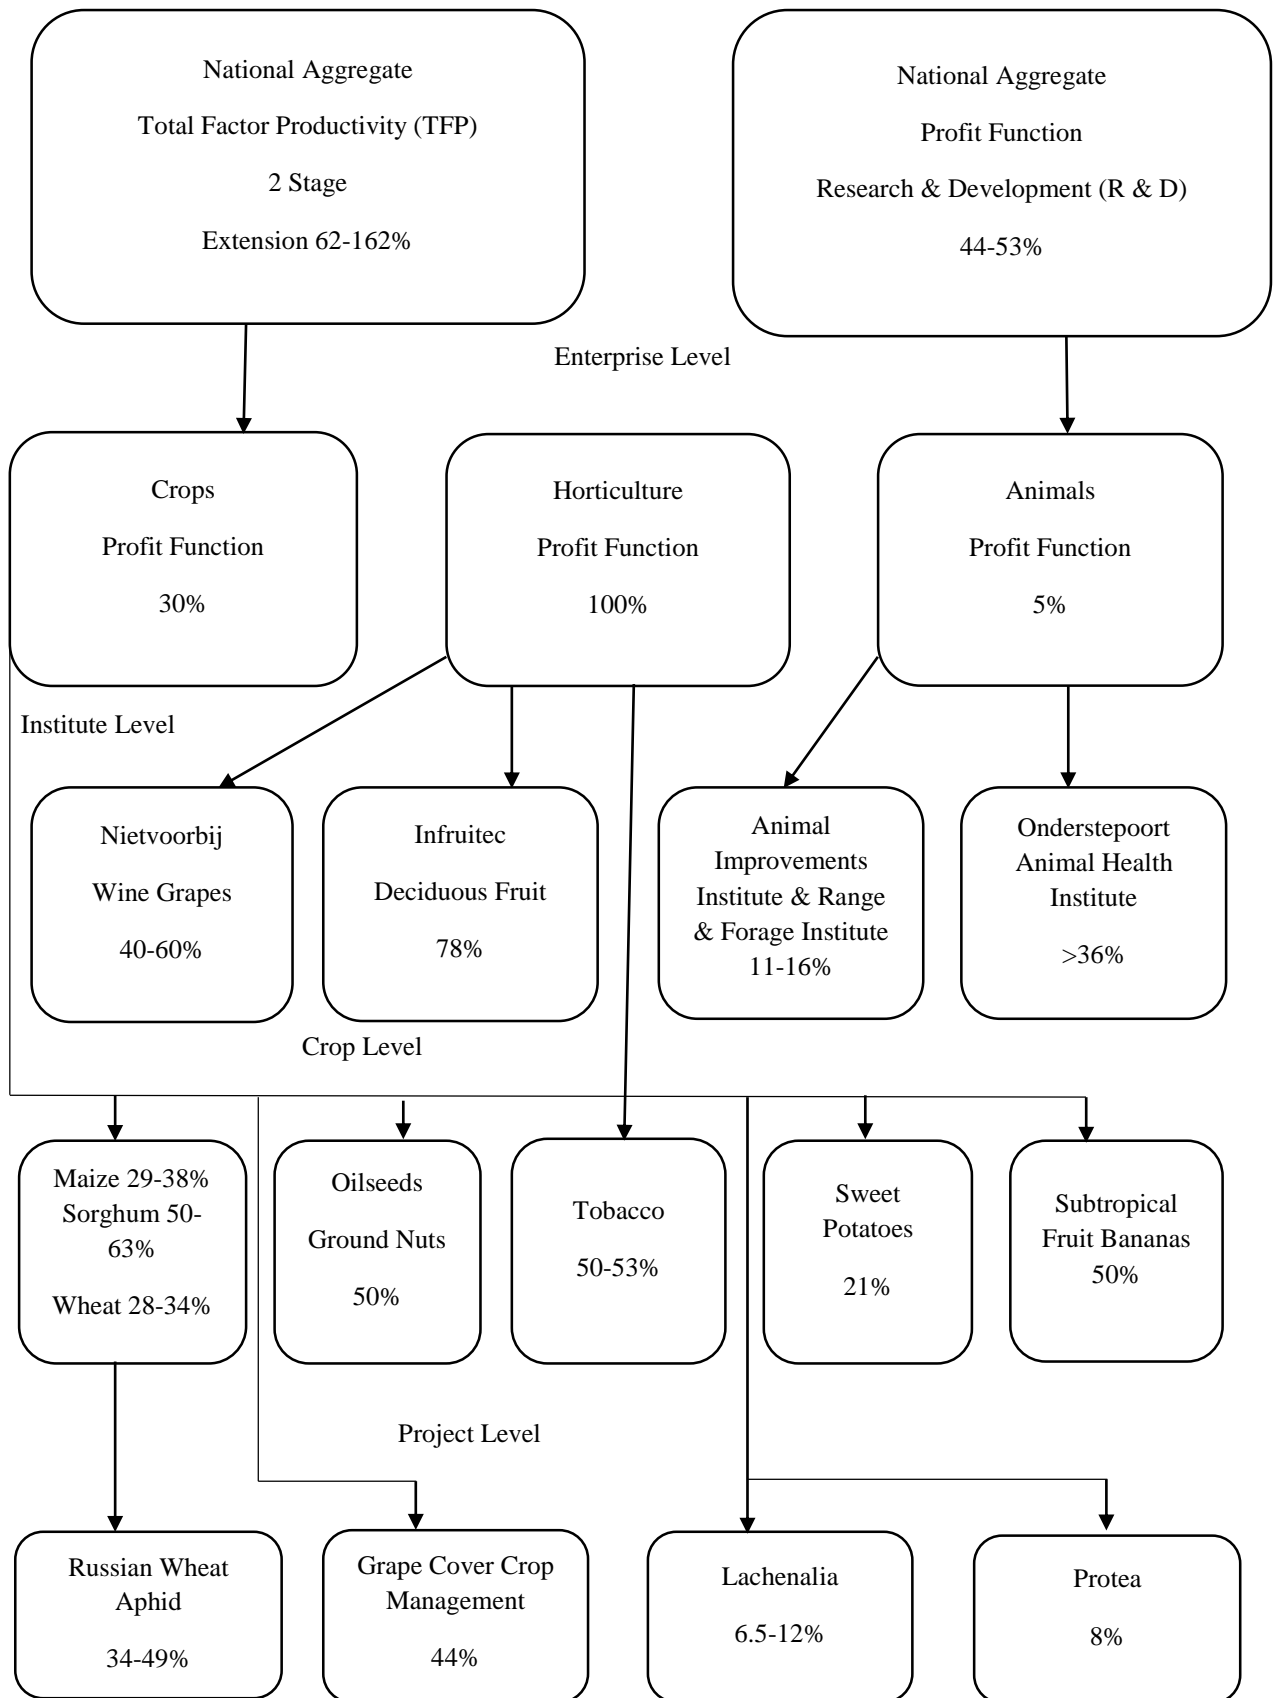 National Aggregate
Total Factor Productivity (TFP)
2 Stage
Extension 62-162%
National Aggregate
Profit Function
Research & Development (R & D)
44-53%
Enterprise Level
Crops
Profit Function
30%
Horticulture
Profit Function
100%
Animals
Profit Function
5%
Institute Level
Nietvoorbij
Wine Grapes
40-60%
Infruitec
Deciduous Fruit
78%
Animal
Improvements
Institute & Range
& Forage Institute
11-16%
Onderstepoort
Animal Health
Institute
>36%
Crop Level
Maize 29-38%
Sorghum 50-
63%
Wheat 28-34%
Oilseeds
Ground Nuts
50%
Tobacco
50-53%
Sweet
Potatoes
21%
Subtropical
Fruit Bananas
50%
Project Level
Russian Wheat
Aphid
34-49%
Grape Cover Crop
Management
44%
Lachenalia
6.5-12%
Protea
8%